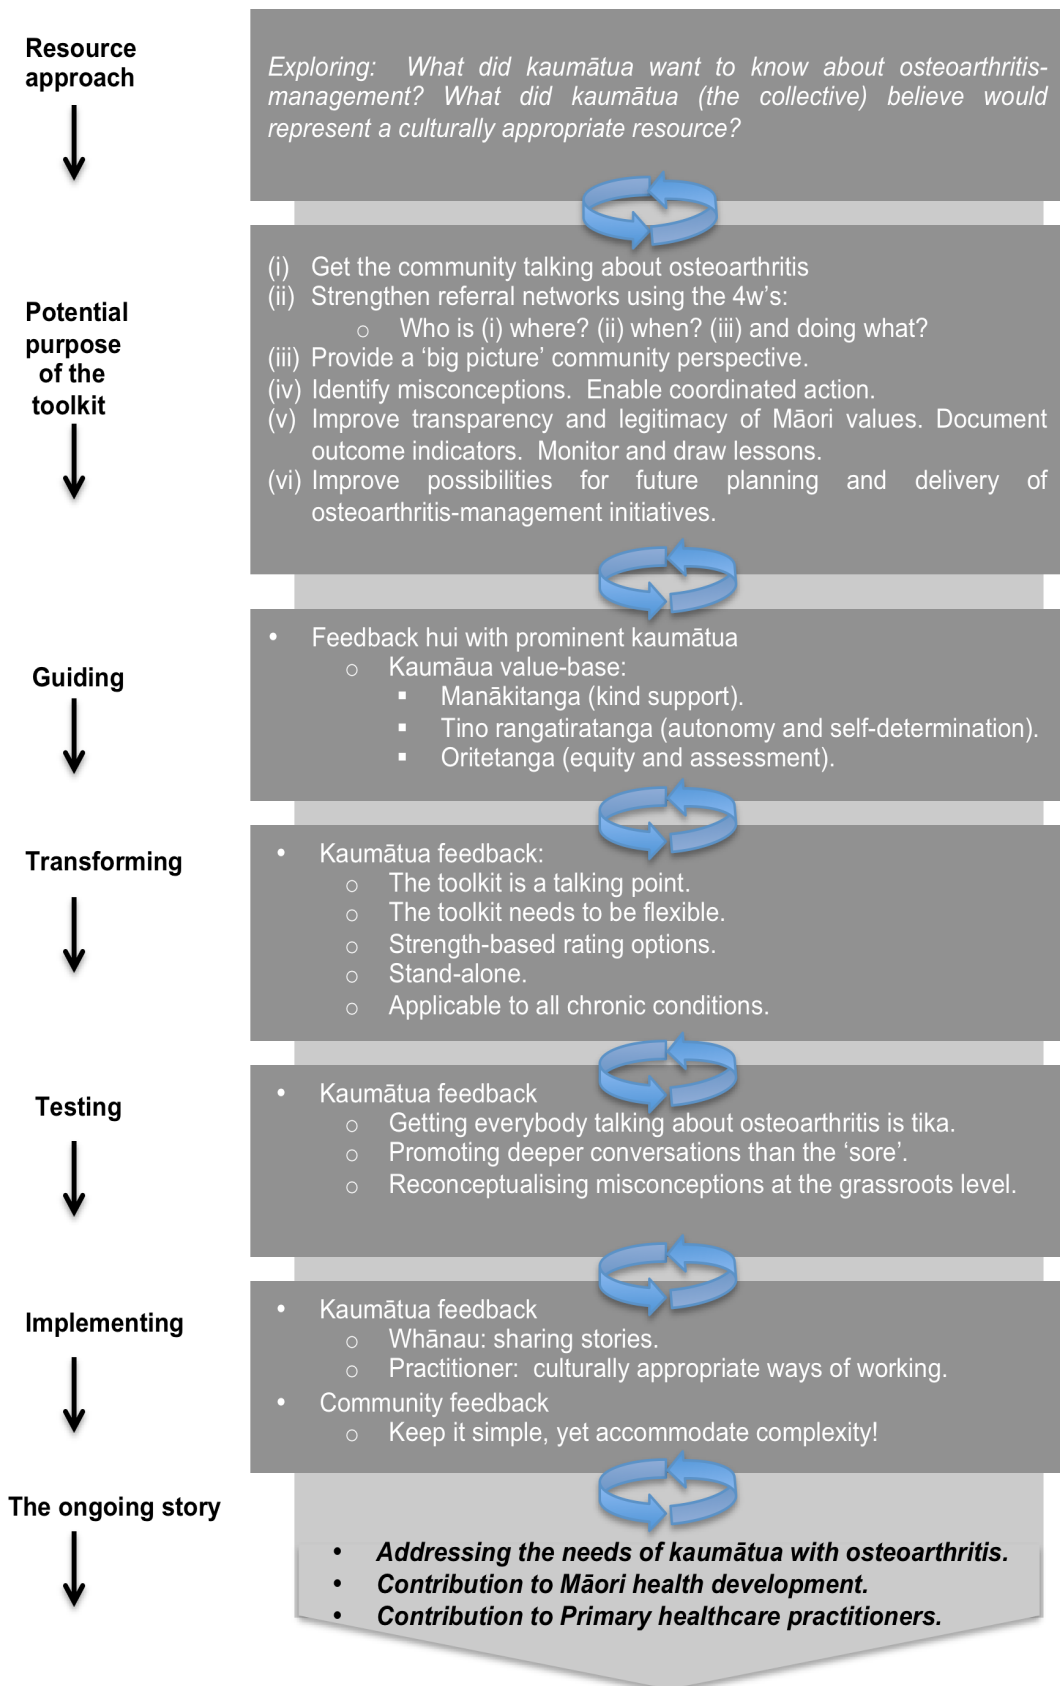 Resource
approach
Exploring: What did kaumātua want to know about osteoarthritis-
management? What did kaumātua (the collective) believe would
represent a culturally appropriate resource?
Potential
purpose
of the
toolkit
(i) Get the community talking about osteoarthritis
(ii) Strengthen referral networks using the 4w's:
o Who is (i) where? (ii) when? (iii) and doing what?
(iii) Provide a 'big picture' community perspective.
(iv) Identify misconceptions. Enable coordinated action.
(v) Improve transparency and legitimacy of Māori values. Document
outcome indicators. Monitor and draw lessons.
(vi) Improve possibilities for future planning and delivery of
osteoarthritis-management initiatives.
Guiding
• Feedback hui with prominent kaumātua
o Kaumāua value-base:
▪ Manākitanga (kind support).
▪ Tino rangatiratanga (autonomy and self-determination).
▪ Oritetanga (equity and assessment).
Transforming
• Kaumātua feedback:
o The toolkit is a talking point.
o The toolkit needs to be flexible.
o Strength-based rating options.
o Stand-alone.
o Applicable to all chronic conditions.
Testing
• Kaumātua feedback
o Getting everybody talking about osteoarthritis is tika.
o Promoting deeper conversations than the 'sore'.
o Reconceptualising misconceptions at the grassroots level.
Implementing
• Kaumātua feedback
o Whānau: sharing stories.
o Practitioner: culturally appropriate ways of working.
• Community feedback
o Keep it simple, yet accommodate complexity!
The ongoing story
• Addressing the needs of kaumātua with osteoarthritis.
• Contribution to Māori health development.
• Contribution to Primary healthcare practitioners.